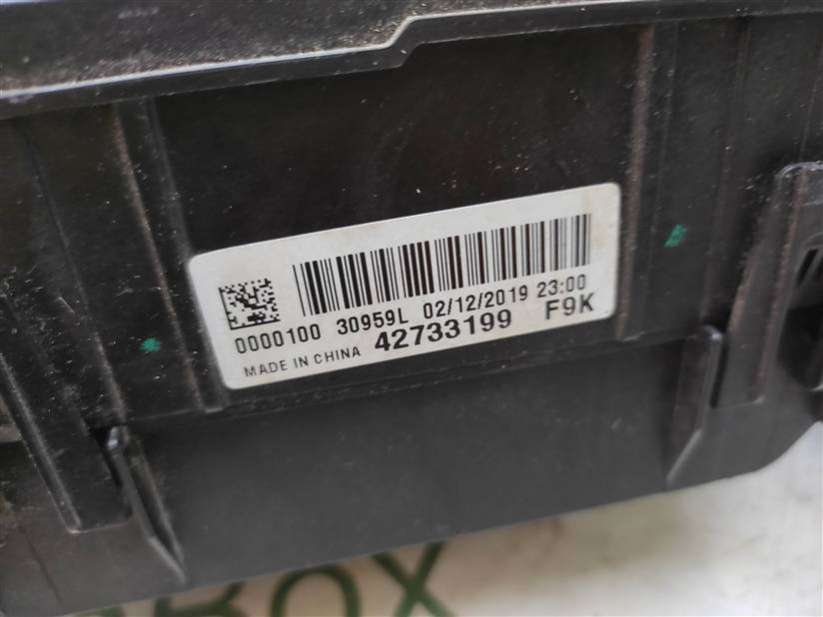 0000100 30959L 02/12/2019 23:00
MADE IN CHINA 42733199 F9K
BOX